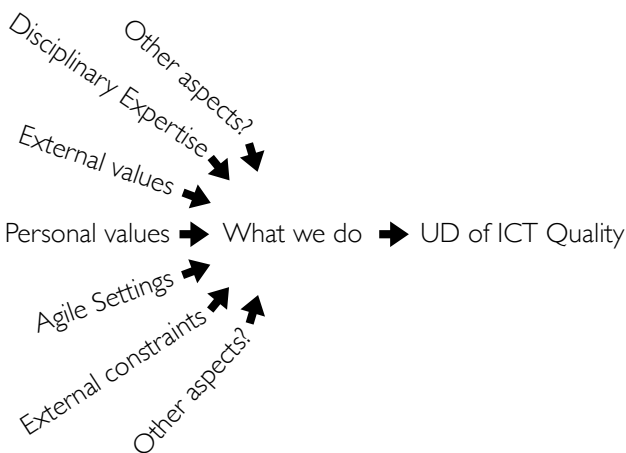 Other aspects?
Disciplinary Expertise
External values
Personal values
What we do
UD of ICT Quality
Agile Settings
External constraints
Other aspects?